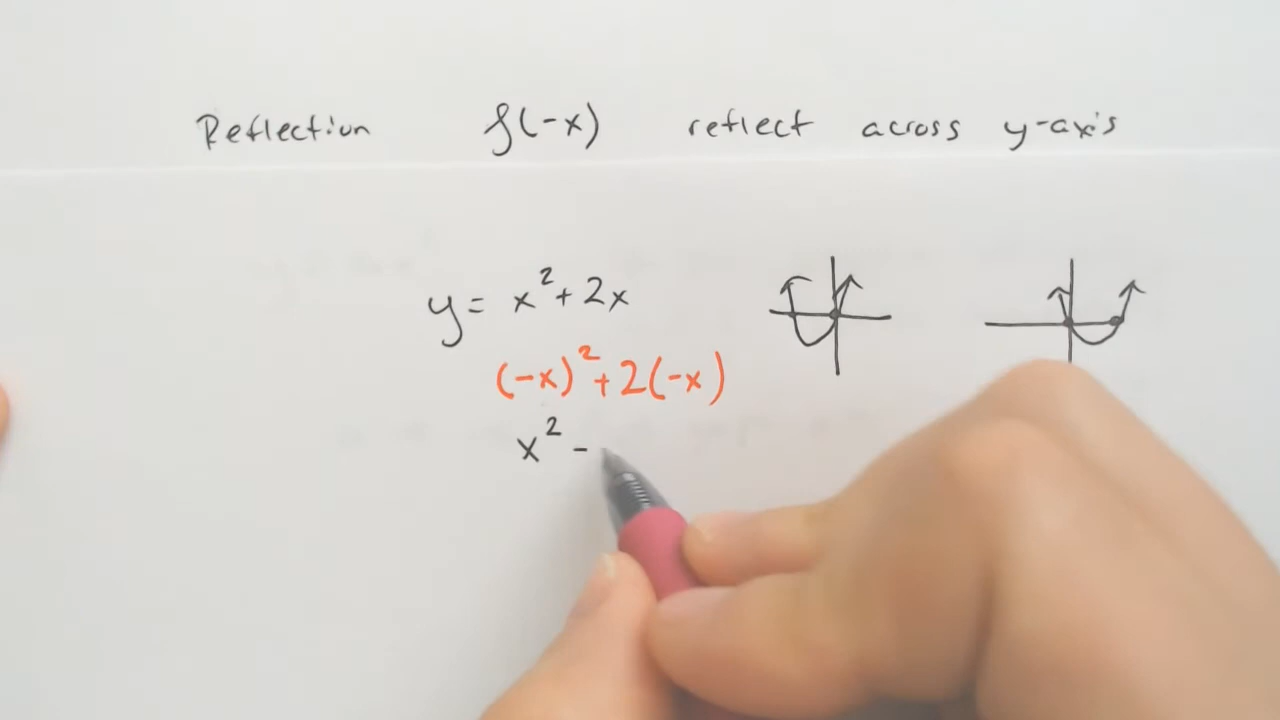 Reflection f(-x) reflect across y-axis
y= x²+2x
(-x)²+2(-x)
x² -